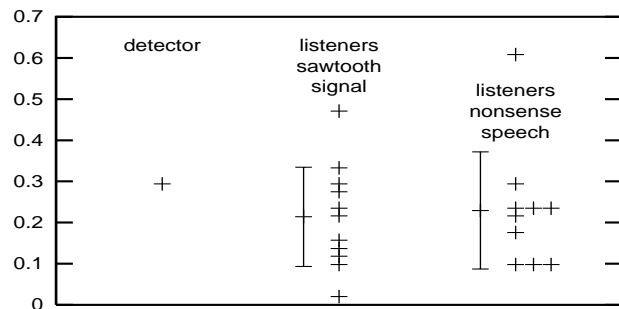 0.7
0.6
0.5
0.4
0.3
0.2
0.1
0
detector
listeners
sawtooth
signal
listeners
nonsense
speech